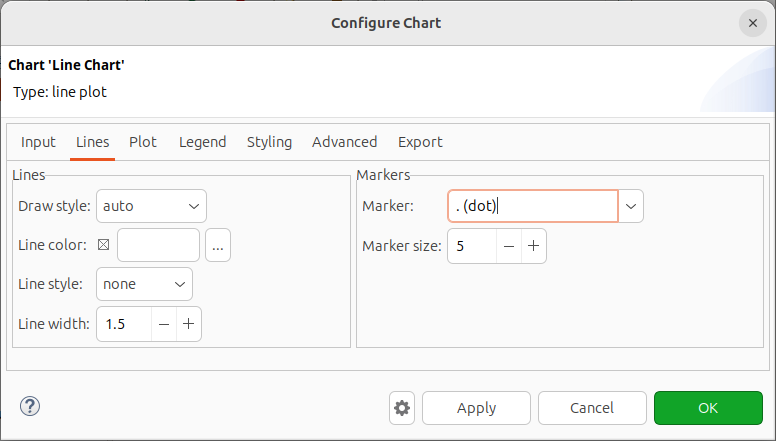 Configure Chart
Chart 'Line Chart'
Type: line plot
Input Lines Plot Legend Styling Advanced Export
Lines
Draw style: auto
Line color: ...
Line style: none
Line width: 1.5 − +
Markers
Marker: . (dot)
Marker size: 5 − +
? Apply Cancel OK